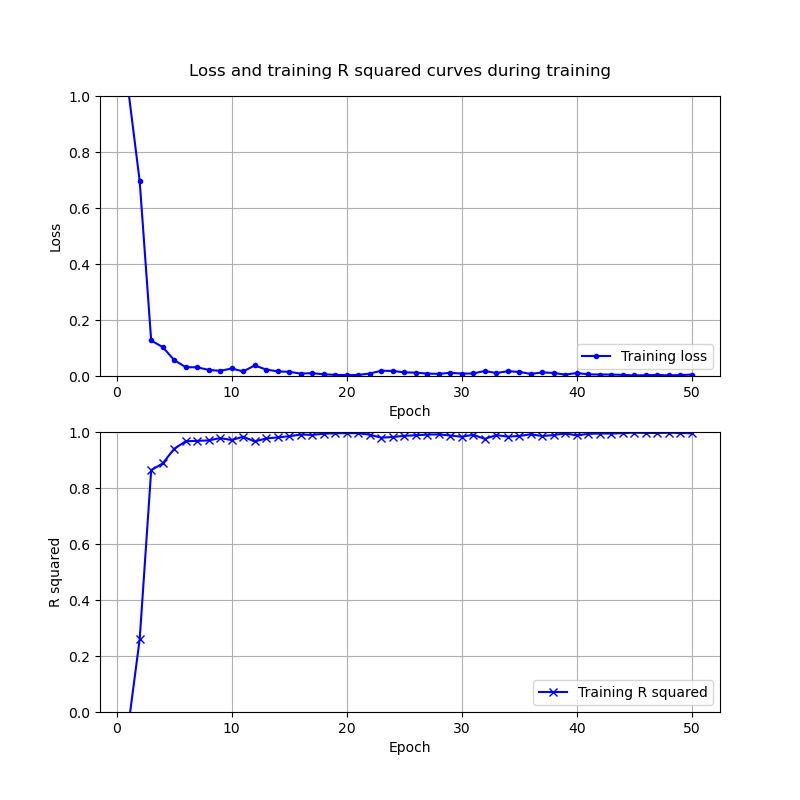 Loss and training R squared curves during training
1.0
0.8
0.6
0.4
0.2
0.0
Loss
Training loss
0 10 20 30 40 50
Epoch
1.0
0.8
0.6
0.4
0.2
0.0
R squared
Training R squared
0 10 20 30 40 50
Epoch